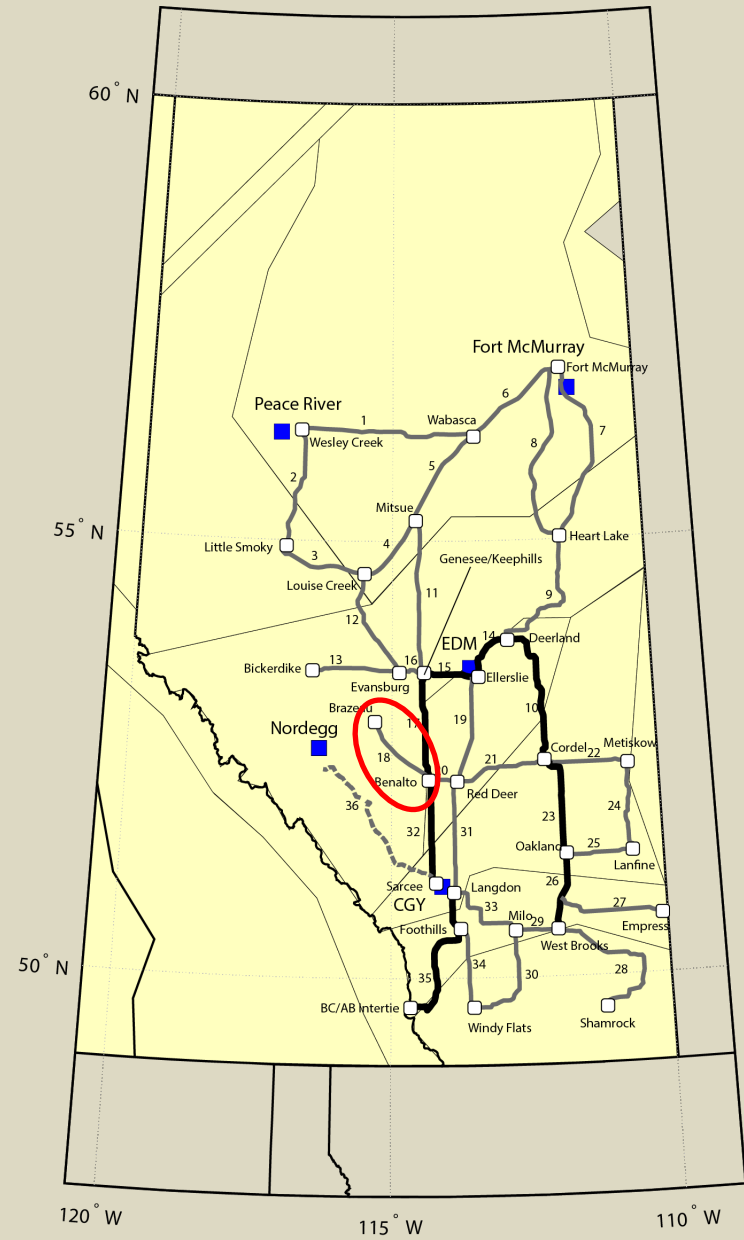 60° N
Fort McMurray
Fort McMurray
6
Peace River
1
Wabasca
7
Wesley Creek
8
5
2
Mitsue
55° N
Heart Lake
Little Smoky
4
3
Genesee/Keephills
Louise Creek
11
9
12
14
Deerland
EDM
13
16
15
Bickerdike
Ellerslie
Evansburg
Brazeau
10
17
19
Nordegg
Cordel
22
Metiskow
18
21
0
Benalto
Red Deer
36
24
23
32
31
Oakland
25
Lanfine
26
Sarcee
Langdon
27
CGY
33
Milo
29
Empress
Foothills
West Brooks
50° N
34
28
35
30
BC/AB Intertie
Windy Flats
Shamrock
120° W
115° W
110° W